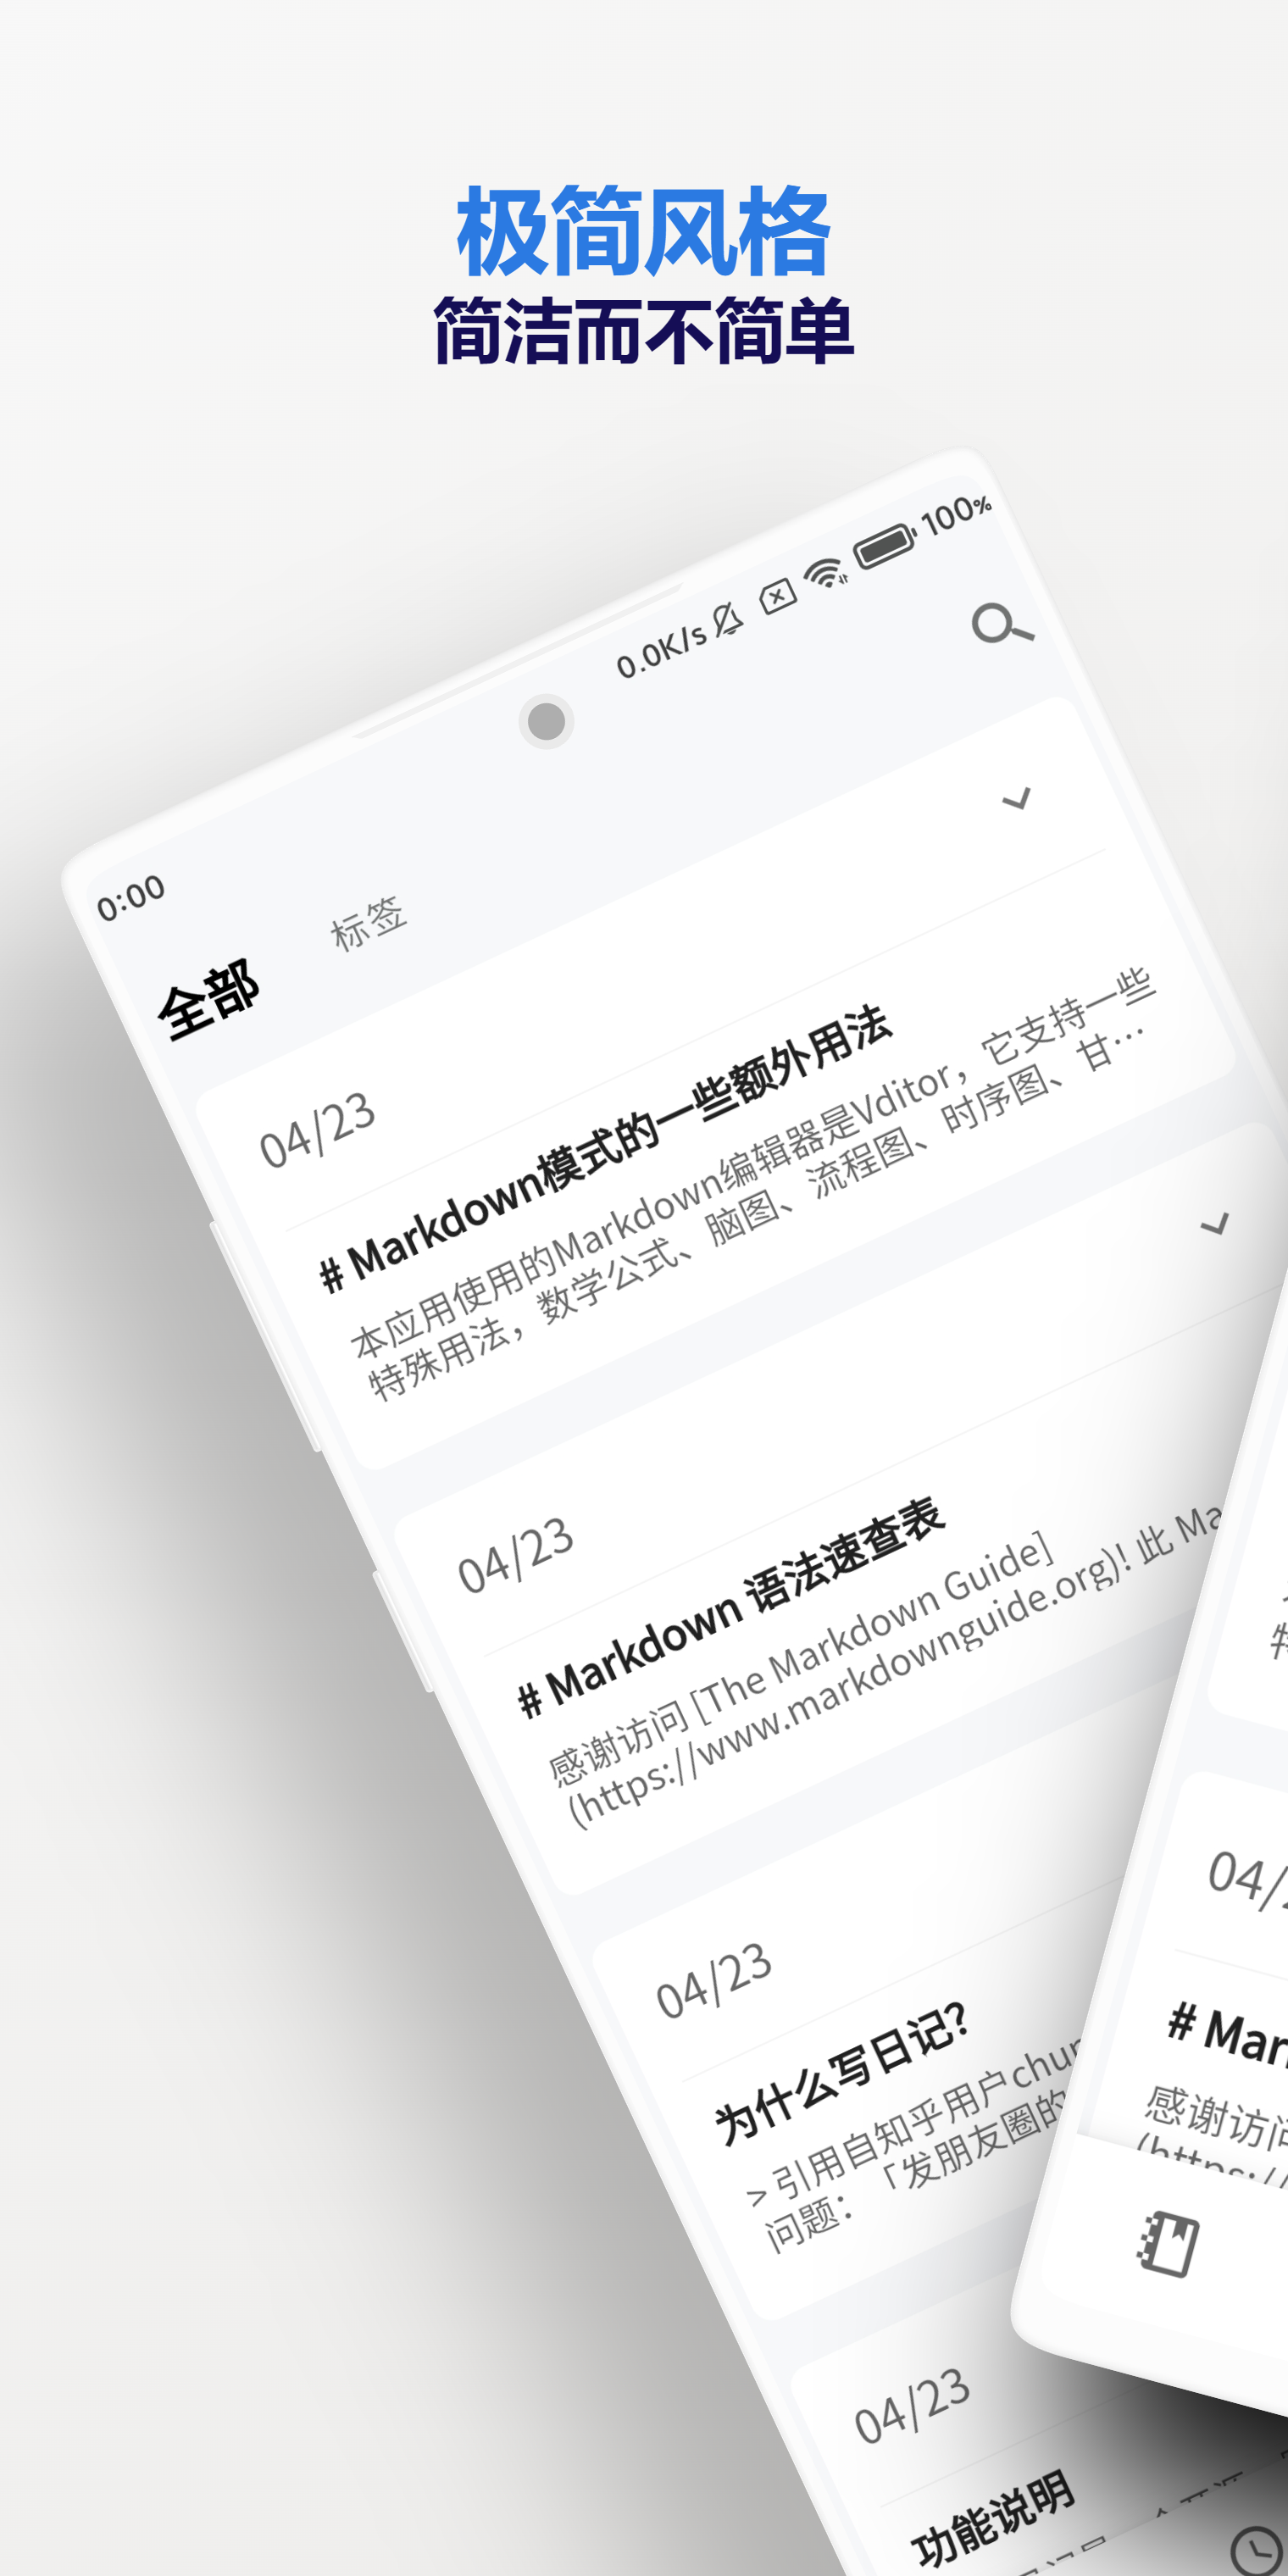 极简风格
简洁而不简单
0:00
0.0K/s
100%
全部
标签
04/23
# Markdown模式的一些额外用法
本应用使用的Markdown编辑器是Vditor，它支持一些
特殊用法，数学公式、脑图、流程图、时序图、甘…
04/23
# Markdown 语法速查表
感谢访问 [The Markdown Guide]
(https://www.markdownguide.org)! 此 Ma
04/23
为什么写日记？
> 引用自知乎用户chun
问题：「发朋友圈的
04/23
功能说明
特
04/2
# Mar
感谢访问
(https://